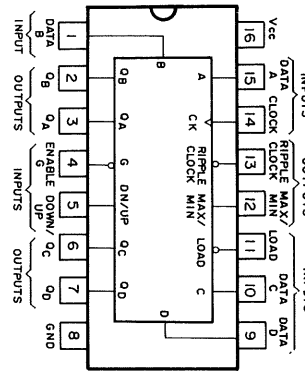 DATA B
INPUT
1
16
Vcc
B
OUTPUTS
QB
2
QB
A
15
DATA A
INPUTS
QA
3
QA
CK
14
CLOCK
ENABLE G
4
G
RIPPLE CLOCK
13
RIPPLE CLOCK
INPUTS
DOWN/UP
5
DN/UP
MAX/MIN
12
MAX/MIN
QC
6
QC
LOAD
11
LOAD
OUTPUTS
QD
7
QD
C
10
DATA C
GND
8
D
9
DATA D